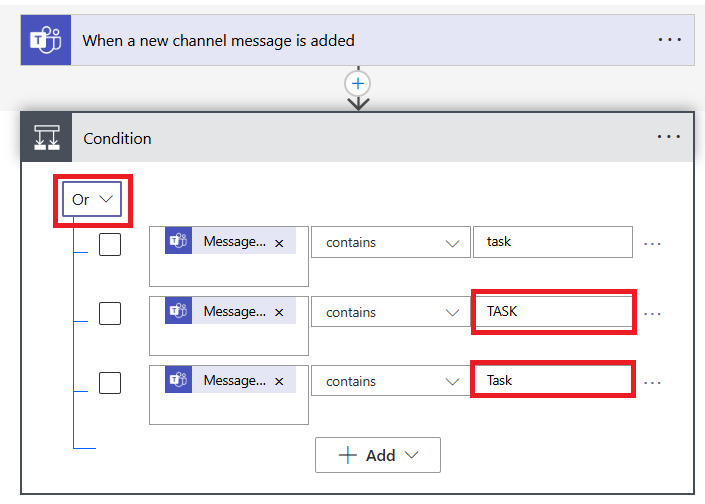 When a new channel message is added
Condition
Or
Message... × contains task
Message... × contains TASK
Message... × contains Task
Add